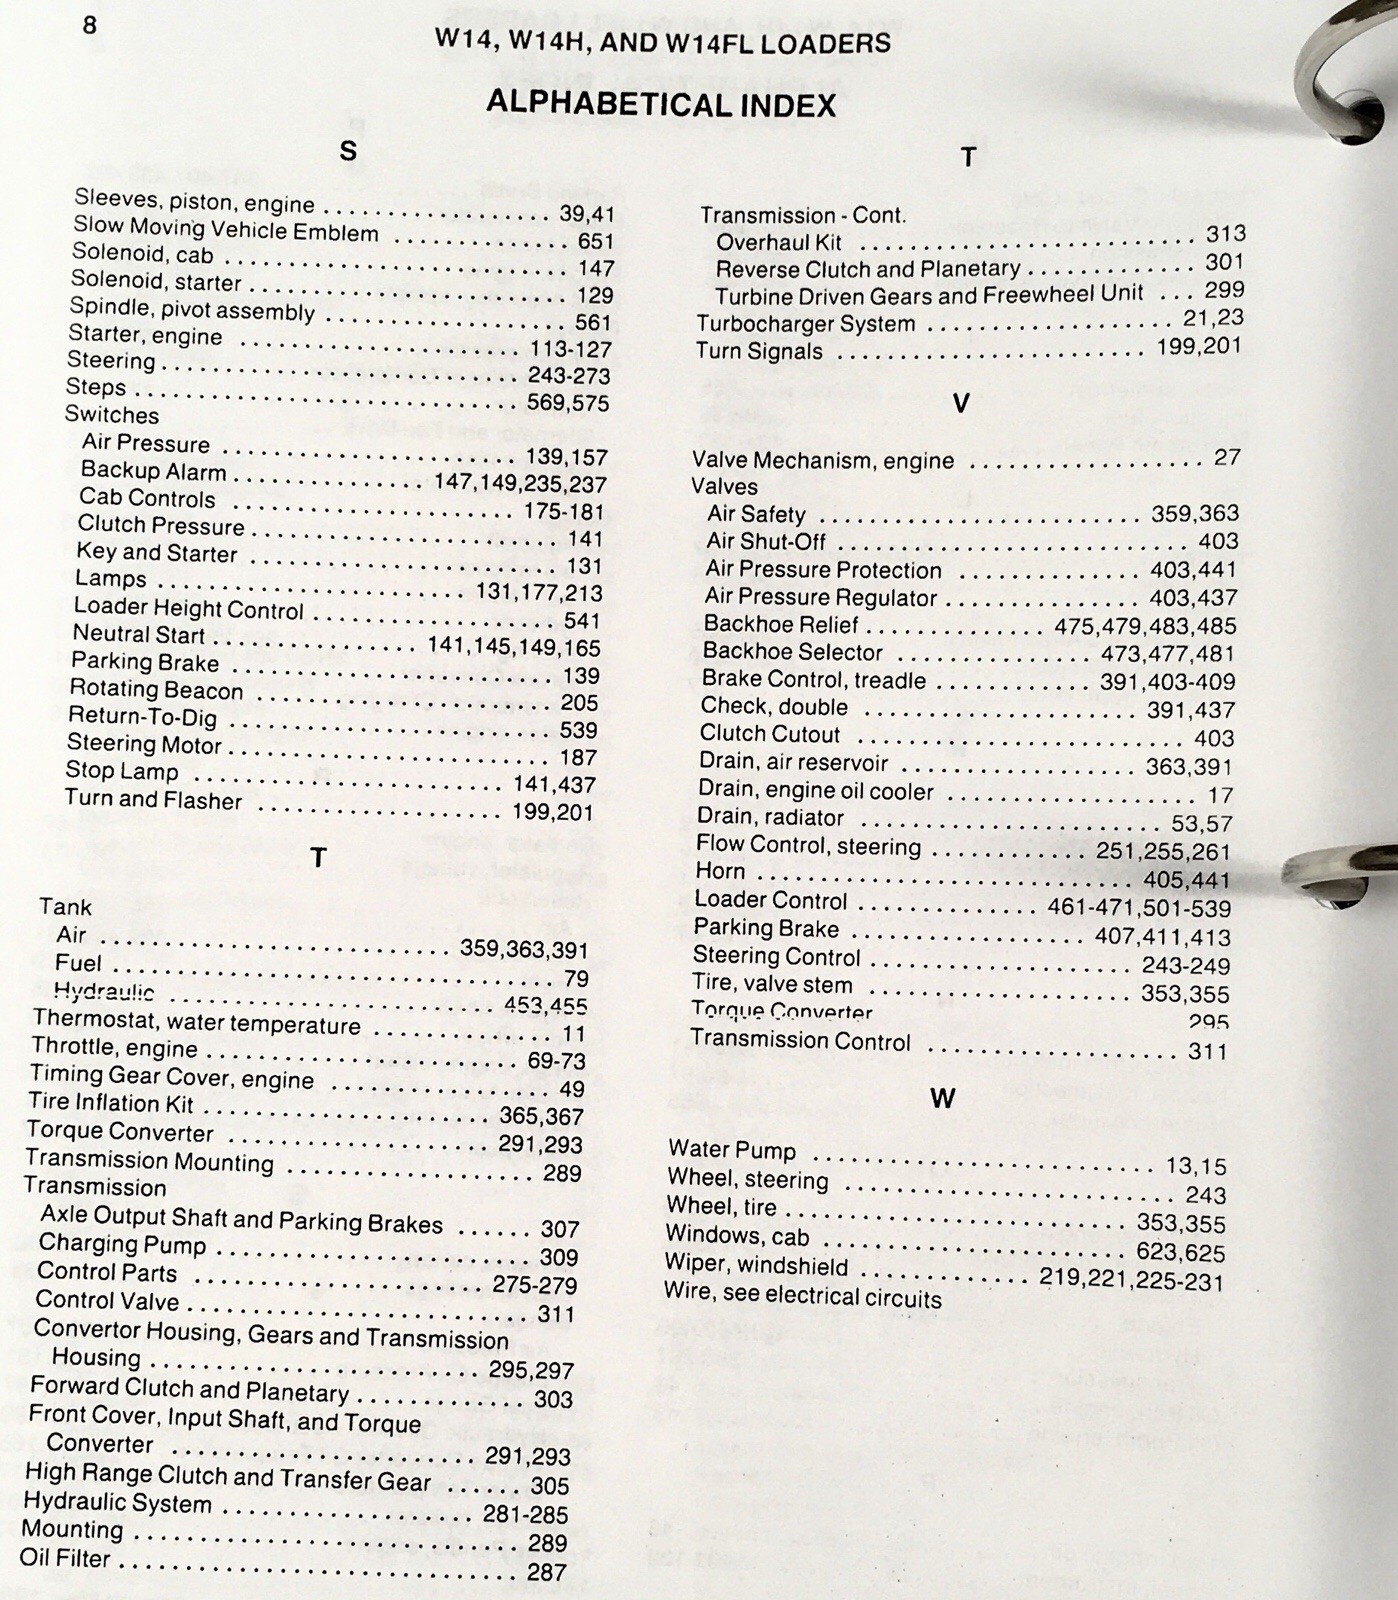 8
W14, W14H, AND W14FL LOADERS
ALPHABETICAL INDEX
S
Sleeves, piston, engine .................. 39,41
Slow Moving Vehicle Emblem .............. 651
Solenoid, cab ........................... 147
Solenoid, starter ......................... 129
Spindle, pivot assembly ................... 561
Starter, engine ...................... 113-127
Steering ............................ 243-273
Steps .............................. 569,575
Switches
Air Pressure ....................... 139,157
Backup Alarm ............... 147,149,235,237
Cab Controls ...................... 175-181
Clutch Pressure ........................ 141
Key and Starter ........................ 131
Lamps ........................ 131,177,213
Loader Height Control ................... 541
Neutral Start ................ 141,145,149,165
Parking Brake .......................... 139
Rotating Beacon ....................... 205
Return-To-Dig ......................... 539
Steering Motor ......................... 187
Stop Lamp ........................ 141,437
Turn and Flasher ................... 199,201
T
Tank
Air ............................ 359,363,391
Fuel .................................. 79
Hydraulic .......................... 453,455
Thermostat, water temperature .............. 11
Throttle, engine ......................... 69-73
Timing Gear Cover, engine .................. 49
Tire Inflation Kit ....................... 365,367
Torque Converter ..................... 291,293
Transmission Mounting .................... 289
Transmission
Axle Output Shaft and Parking Brakes ...... 307
Charging Pump ......................... 309
Control Parts ...................... 275-279
Control Valve ........................... 311
Convertor Housing, Gears and Transmission
Housing .......................... 295,297
Forward Clutch and Planetary ............. 303
Front Cover, Input Shaft, and Torque
Converter ........................ 291,293
High Range Clutch and Transfer Gear ...... 305
Hydraulic System .................... 281-285
Mounting .............................. 289
Oil Filter ............................... 287
T
Transmission - Cont.
Overhaul Kit ........................... 313
Reverse Clutch and Planetary ............. 301
Turbine Driven Gears and Freewheel Unit ... 299
Turbocharger System .................... 21,23
Turn Signals ......................... 199,201
V
Valve Mechanism, engine ................... 27
Valves
Air Safety .......................... 359,363
Air Shut-Off ............................ 403
Air Pressure Protection ............... 403,441
Air Pressure Regulator ................ 403,437
Backhoe Relief ............... 475,479,483,485
Backhoe Selector ................ 473,477,481
Brake Control, treadle ............. 391,403-409
Check, double ....................... 391,437
Clutch Cutout ........................... 403
Drain, air reservoir ................... 363,391
Drain, engine oil cooler .................... 17
Drain, radiator ......................... 53,57
Flow Control, steering ............. 251,255,261
Horn ............................... 405,441
Loader Control ............... 461-471,501-539
Parking Brake ................... 407,411,413
Steering Control ..................... 243-249
Tire, valve stem ..................... 353,355
Torque Converter 295
Transmission Control .................... 311
W
Water Pump ........................... 13,15
Wheel, steering .......................... 243
Wheel, tire ........................... 353,355
Windows, cab ........................ 623,625
Wiper, windshield .............. 219,221,225-231
Wire, see electrical circuits